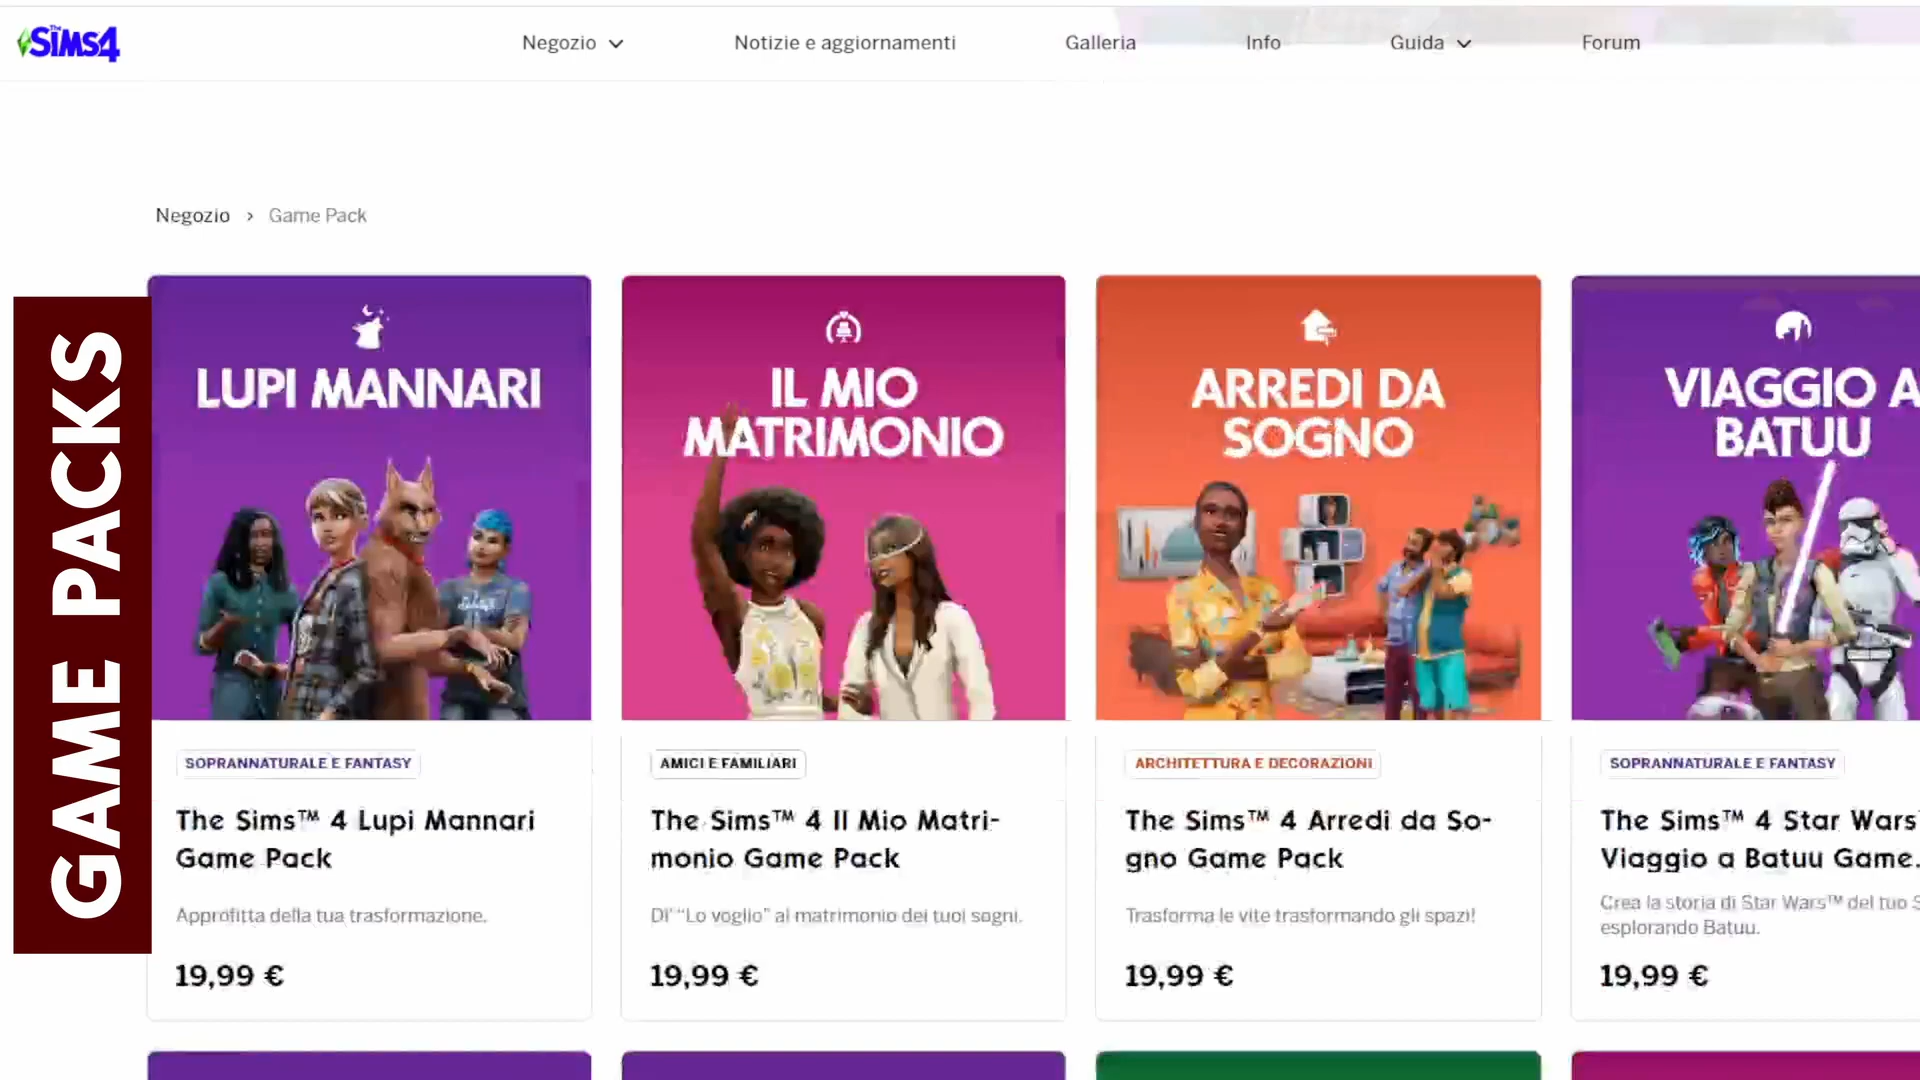 The Sims4
Negozio
Notizie e aggiornamenti
Galleria
Info
Guida
Forum
Negozio › Game Pack
GAME PACKS
LUPI MANNARI
SOPRANNATURALE E FANTASY
The Sims™ 4 Lupi Mannari
Game Pack
Approfitta della tua trasformazione.
19,99 €
IL MIO
MATRIMONIO
AMICI E FAMILIARI
The Sims™ 4 Il Mio Matri-
monio Game Pack
Di' “Lo voglio” al matrimonio dei tuoi sogni.
19,99 €
ARREDI DA
SOGNO
ARCHITETTURA E DECORAZIONI
The Sims™ 4 Arredi da So-
gno Game Pack
Trasforma le vite trasformando gli spazi!
19,99 €
VIAGGIO A
BATUU
SOPRANNATURALE E FANTASY
The Sims™ 4 Star Wars
Viaggio a Batuu Game...
Crea la storia di Star Wars™ del tuo S
esplorando Batuu.
19,99 €